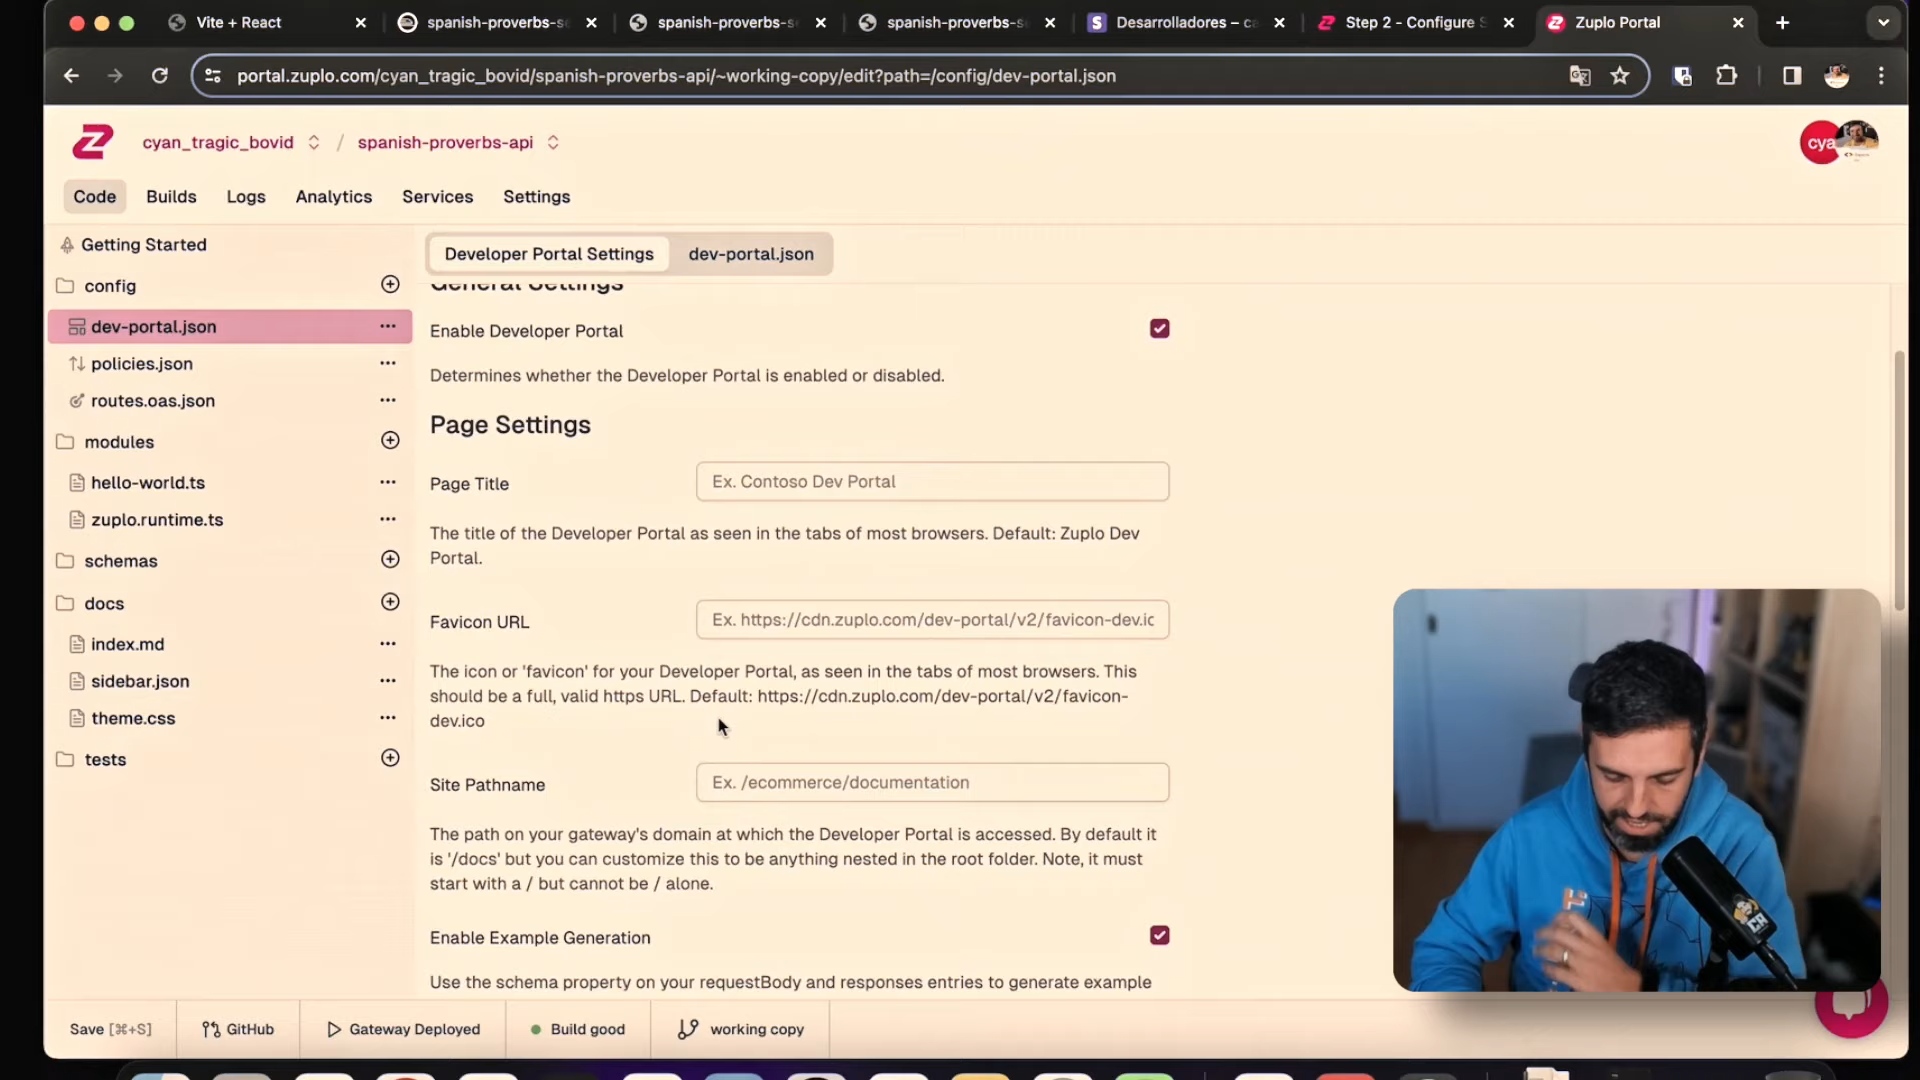 Vite + React
spanish-proverbs-s
spanish-proverbs-s
spanish-proverbs-s
Desarrolladores – c
Step 2 - Configure S
Zuplo Portal
portal.zuplo.com/cyan_tragic_bovid/spanish-proverbs-api/~working-copy/edit?path=/config/dev-portal.json
cyan_tragic_bovid / spanish-proverbs-api
cya
Code Builds Logs Analytics Services Settings
Getting Started
config
dev-portal.json
policies.json
routes.oas.json
modules
hello-world.ts
zuplo.runtime.ts
schemas
docs
index.md
sidebar.json
theme.css
tests
Developer Portal Settings dev-portal.json
General Settings
Enable Developer Portal
Determines whether the Developer Portal is enabled or disabled.
Page Settings
Page Title
Ex. Contoso Dev Portal
The title of the Developer Portal as seen in the tabs of most browsers. Default: Zuplo Dev
Portal.
Favicon URL
Ex. https://cdn.zuplo.com/dev-portal/v2/favicon-dev.ic
The icon or 'favicon' for your Developer Portal, as seen in the tabs of most browsers. This
should be a full, valid https URL. Default: https://cdn.zuplo.com/dev-portal/v2/favicon-
dev.ico
Site Pathname
Ex. /ecommerce/documentation
The path on your gateway's domain at which the Developer Portal is accessed. By default it
is '/docs' but you can customize this to be anything nested in the root folder. Note, it must
start with a / but cannot be / alone.
Enable Example Generation
Use the schema property on your requestBody and responses entries to generate example
Save [⌘+S]
GitHub
Gateway Deployed
Build good
working copy